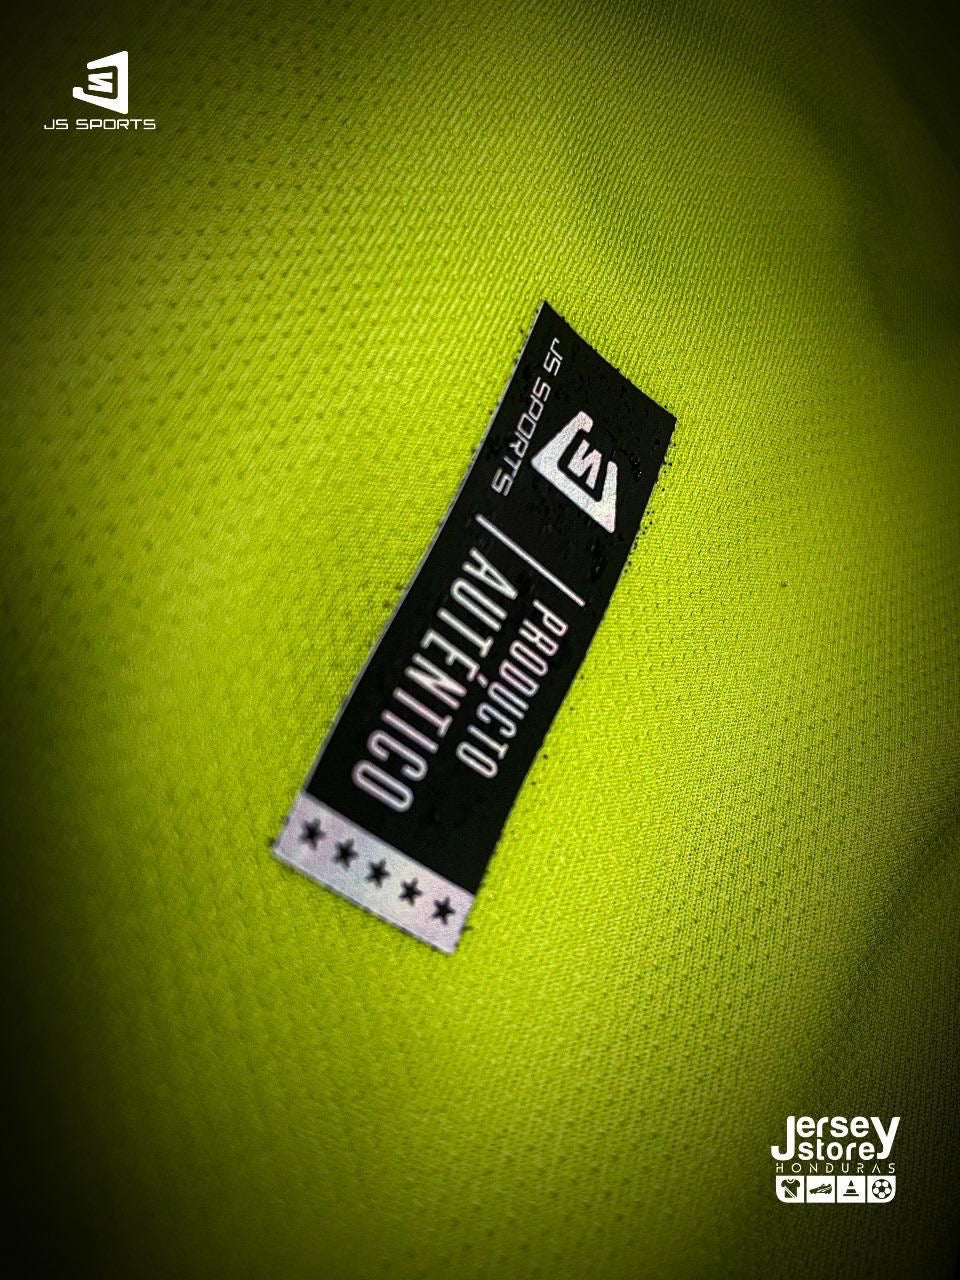 JS SPORTS
JS SPORTS
PRODUCTO
AUTÉNTICO
Jersey
store
HONDURAS